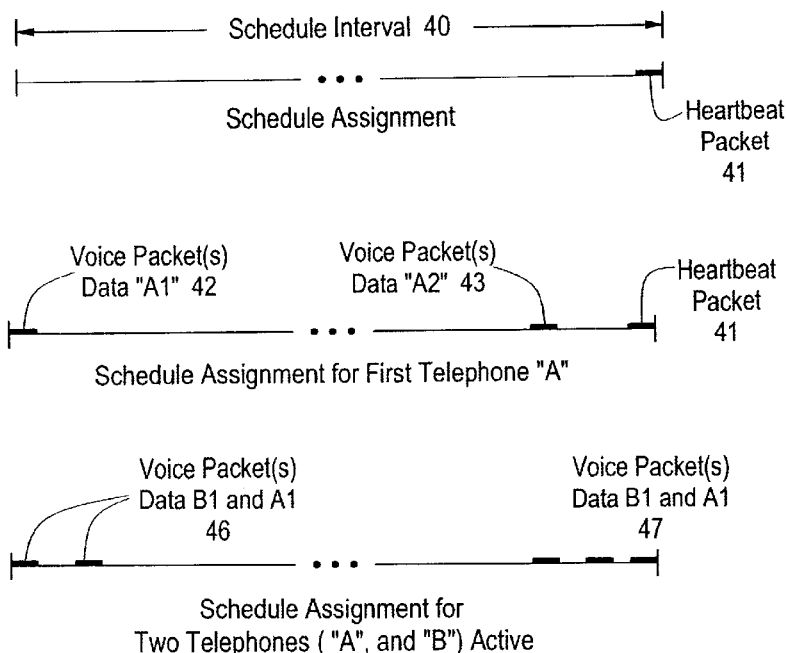 Schedule Interval 40
Schedule Assignment
Heartbeat
Packet
41
Voice Packet(s)
Data "A1" 42
Voice Packet(s)
Data "A2" 43
Heartbeat
Packet
41
Schedule Assignment for First Telephone "A"
Voice Packet(s)
Data B1 and A1
46
Voice Packet(s)
Data B1 and A1
47
Schedule Assignment for
Two Telephones ( "A", and "B") Active